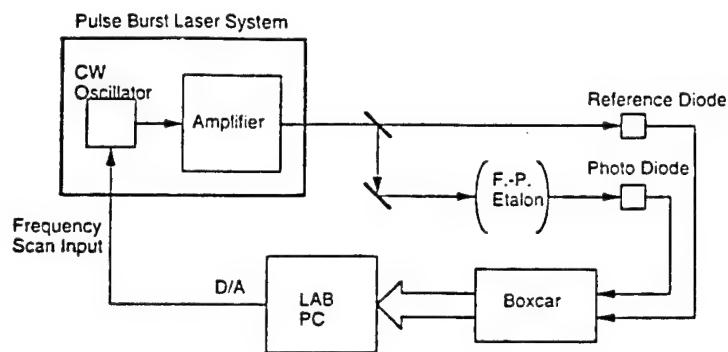 Pulse Burst Laser System
CW
Oscillator
Amplifier
Reference Diode
Photo Diode
F.-P.
Etalon
Frequency
Scan Input
D/A
LAB
PC
Boxcar